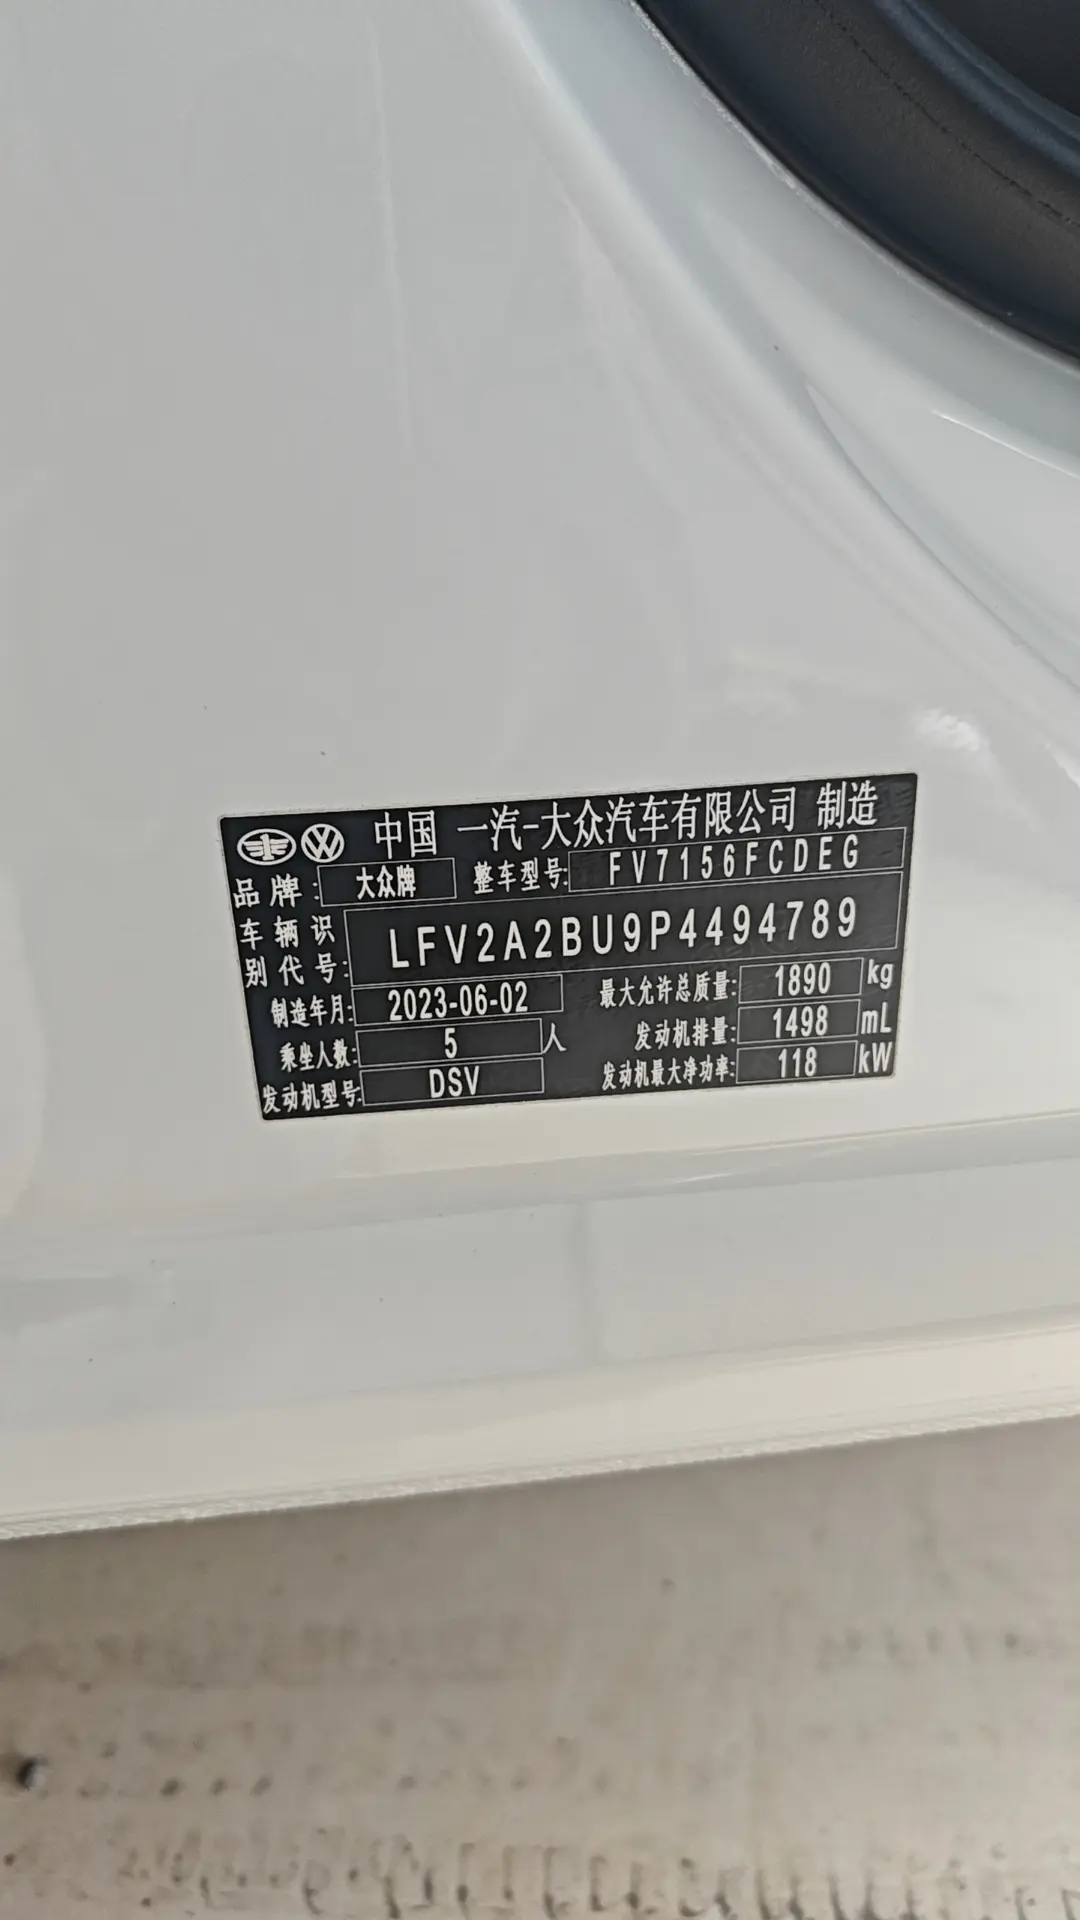 中国 一汽-大众汽车有限公司 制造
品牌: 大众牌 整车型号: FV7156FCDEG
车辆识别代号: LFV2A2BU9P4494789
制造年月: 2023-06-02 最大允许总质量: 1890 kg
乘坐人数: 5 人 发动机排量: 1498 mL
发动机型号: DSV 发动机最大净功率: 118 kW